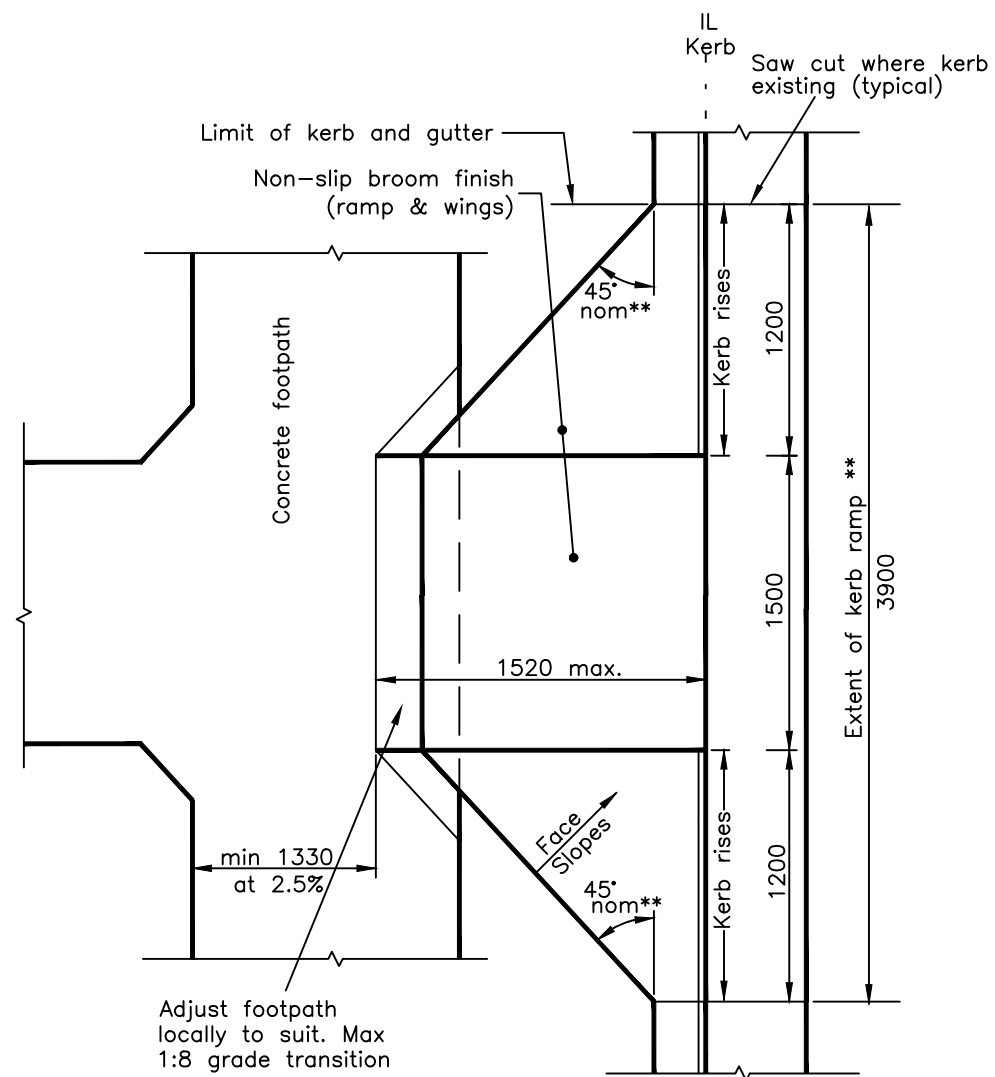 IL
Kerb
Saw cut where kerb
existing (typical)
Limit of kerb and gutter
Non-slip broom finish
(ramp & wings)
45°
nom**
Kerb rises
1200
Concrete footpath
1500
Extent of kerb ramp **
3900
1520 max.
Face
Slopes
Kerb rises
1200
min 1330
at 2.5%
45°
nom**
Adjust footpath
locally to suit. Max
1:8 grade transition